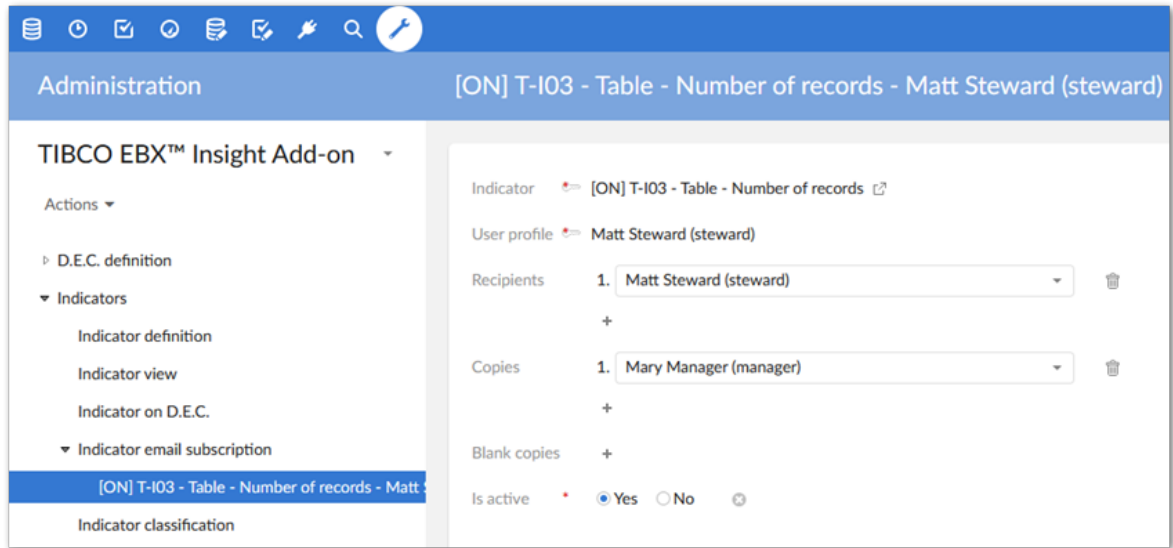 Administration
[ON] T-I03 - Table - Number of records - Matt Steward (steward)
TIBCO EBX™ Insight Add-on
Actions
D.E.C. definition
Indicators
Indicator definition
Indicator view
Indicator on D.E.C.
Indicator email subscription
[ON] T-I03 - Table - Number of records - Matt
Indicator classification
Indicator [ON] T-I03 - Table - Number of records
User profile Matt Steward (steward)
Recipients 1. Matt Steward (steward)
+
Copies 1. Mary Manager (manager)
+
Blank copies +
Is active * Yes No